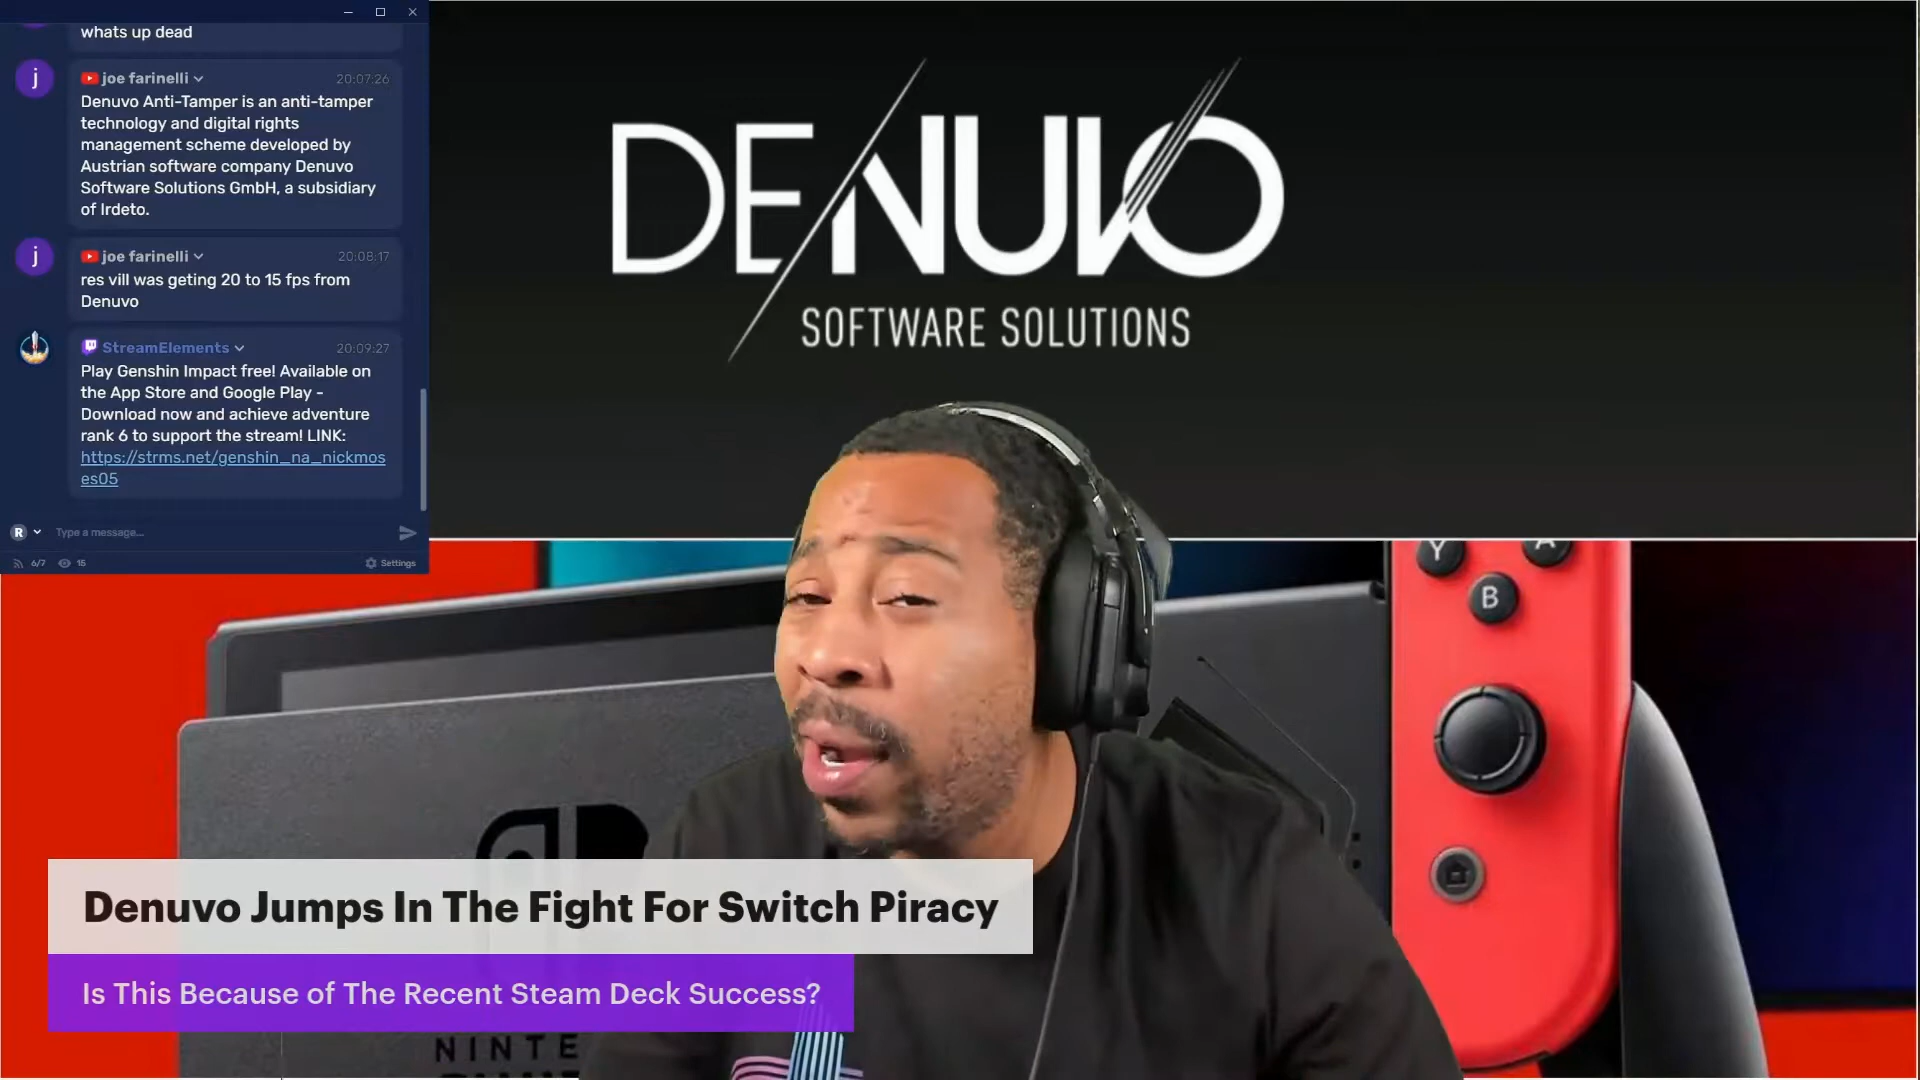 whats up dead
j
joe farinelli
20:07:26
Denuvo Anti-Tamper is an anti-tamper
technology and digital rights
management scheme developed by
Austrian software company Denuvo
Software Solutions GmbH, a subsidiary
of Irdeto.
j
joe farinelli
20:08:17
res vill was geting 20 to 15 fps from
Denuvo
StreamElements
20:09:27
Play Genshin Impact free! Available on
the App Store and Google Play -
Download now and achieve adventure
rank 6 to support the stream! LINK:
https://strms.net/genshin_na_nickmos
es05
R
Type a message...
6/7
15
Settings
DENUVO
SOFTWARE SOLUTIONS
Y
A
B
Denuvo Jumps In The Fight For Switch Piracy
Is This Because of The Recent Steam Deck Success?
NINTE